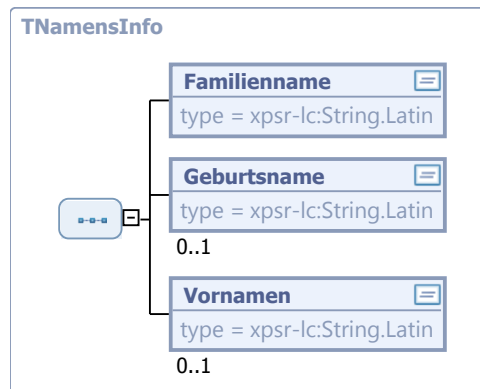 TNamensInfo
Familienname
type = xpsr-lc:String.Latin
Geburtsname
type = xpsr-lc:String.Latin
0..1
Vornamen
type = xpsr-lc:String.Latin
0..1